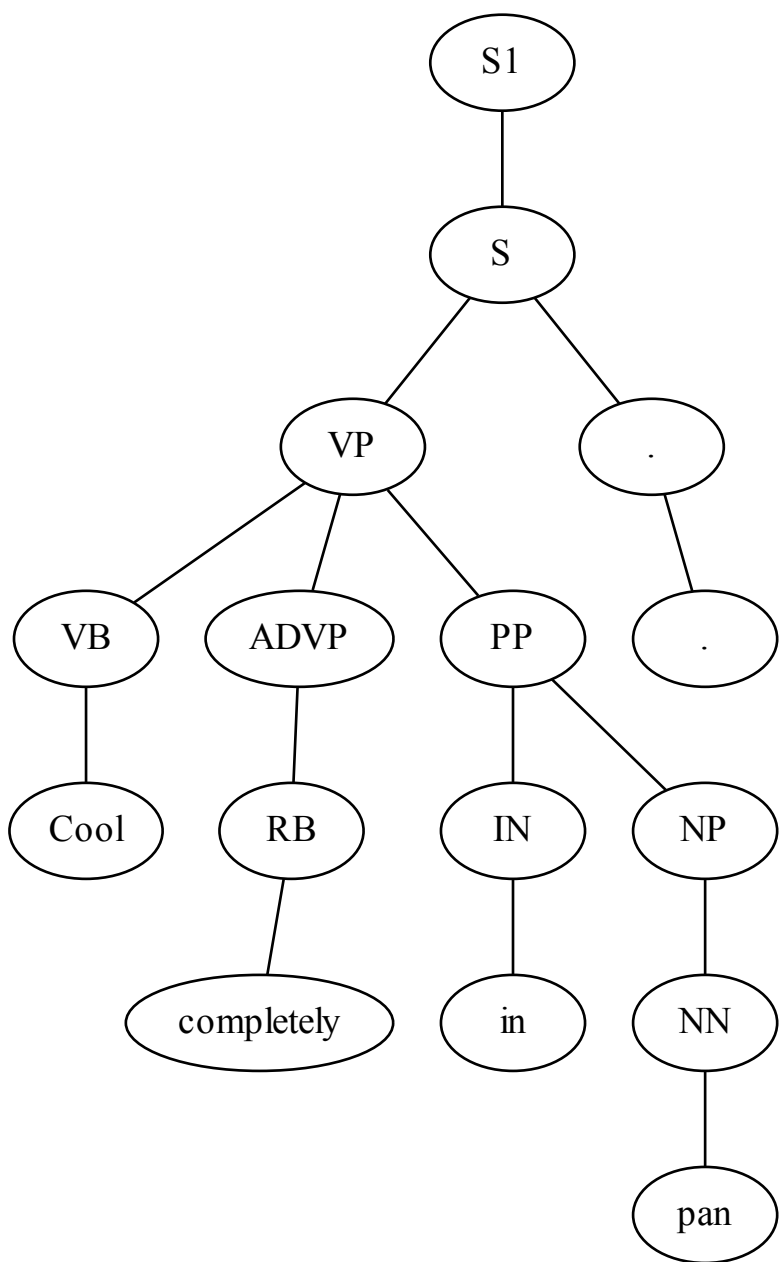 S1
S
VP .
VB ADVP PP .
Cool RB IN NP
completely in NN
pan